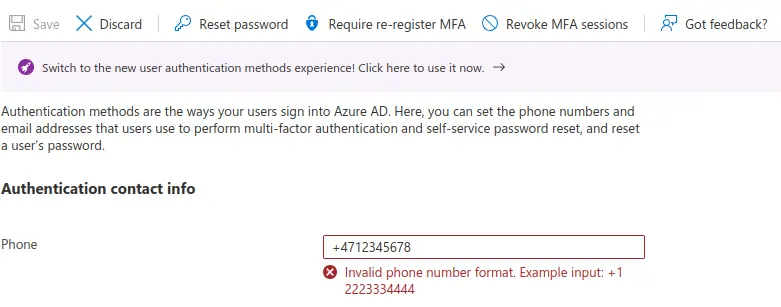 Save Discard Reset password Require re-register MFA Revoke MFA sessions Got feedback?
Switch to the new user authentication methods experience! Click here to use it now. →
Authentication methods are the ways your users sign into Azure AD. Here, you can set the phone numbers and
email addresses that users use to perform multi-factor authentication and self-service password reset, and reset
a user's password.
Authentication contact info
Phone +4712345678
Invalid phone number format. Example input: +1
2223334444